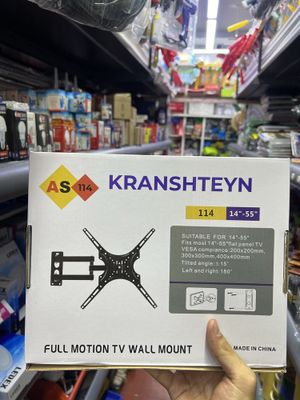 AS 114
KRANSHTEYN
114 14"-55"
SUITABLE FOR 14"-55"
Fits most 14"-55"flat panel TV
VESA compliance:200x200mm,
300x300mm,400x400mm
Tilted angle:±15°
Left and right:180°
FULL MOTION TV WALL MOUNT
MADE IN CHINA
LEDEX